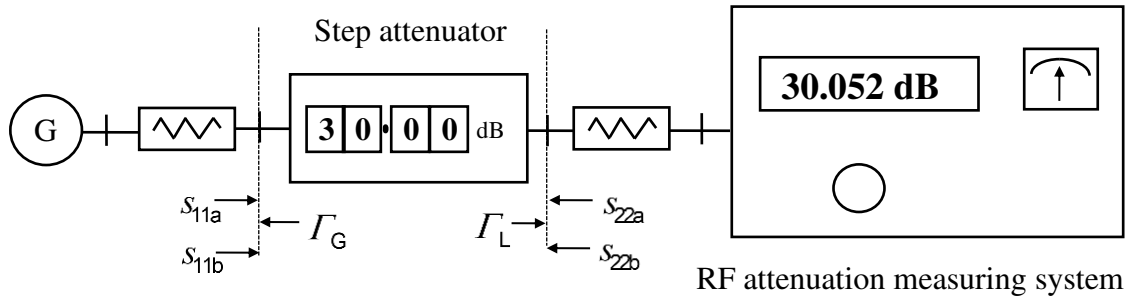 Step attenuator
30.052 dB
G
3 0 . 0 0 dB
s11a
s22a
ΓG
ΓL
s11b
s22b
RF attenuation measuring system